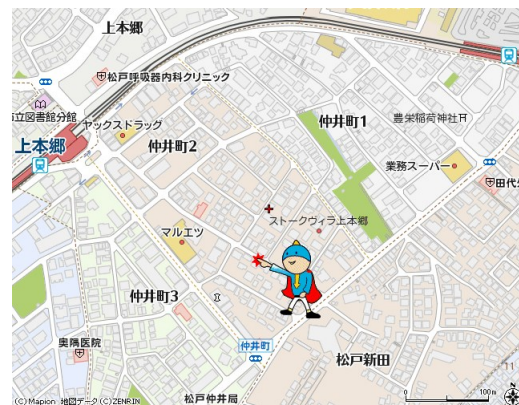 上本郷
松戸呼吸器内科クリニック
立図書館分館
ヤックスドラッグ
仲井町1
豊栄稲荷神社
上本郷
仲井町2
業務スーパー
田代
ストークヴィラ上本郷
マルエツ
仲井町3
仲井町
奥隅医院
松戸新田
11
松戸仲井局
100m
(C) Mapion 地図データ(C)ZENRIN